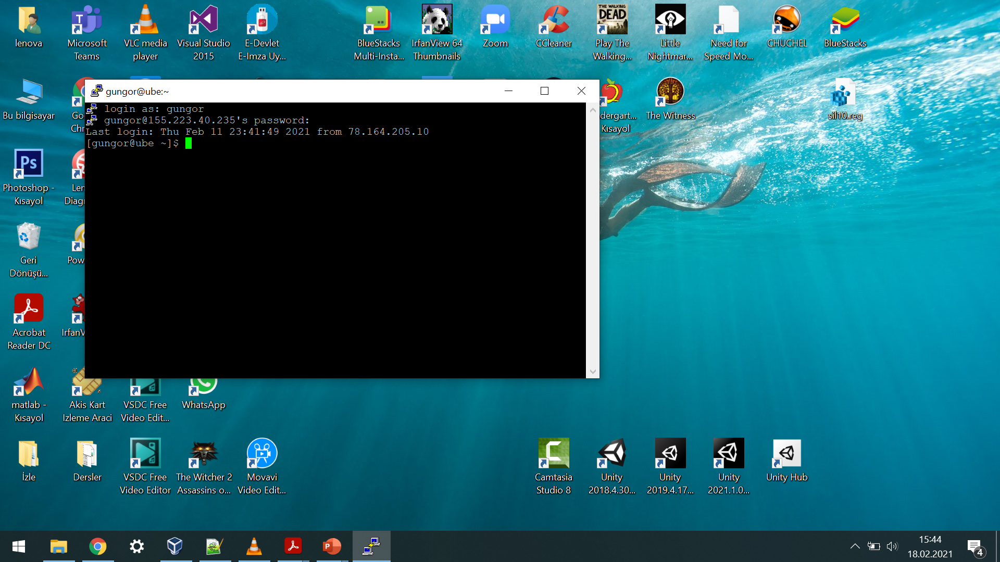 lenova
Microsoft
Teams
VLC media
player
Visual Studio
2015
E-Devlet
E-Imza Uy...
BlueStacks
Multi-Insta...
IrfanView 64
Thumbnails
Zoom
CCleaner
THE WALKING
DEAD
Play The
Walking...
Little
Nightmar...
Need for
Speed Mo...
CHUCHEL
BlueStacks
Bu bilgisayar
Go
Chr
gungor@ube:~
login as: gungor
gungor@155.223.40.235's password:
Last login: Thu Feb 11 23:41:49 2021 from 78.164.205.10
[gungor@ube ~]$
dergart...
Kısayol
The Witness
sil10.reg
Ps
Photoshop -
Kısayol
Len
Diagn
Geri
Dönüşü...
Pow
Acrobat
Reader DC
IrfanV
matlab -
Kısayol
Akis Kart
Izleme Araci
VSDC Free
Video Edit...
WhatsApp
İzle
Dersler
VSDC Free
Video Editor
The Witcher 2
Assassins o...
Movavi
Video Edit...
Camtasia
Studio 8
Unity
2018.4.30...
Unity
2019.4.17...
Unity
2021.1.0...
Unity Hub
15:44
18.02.2021
4